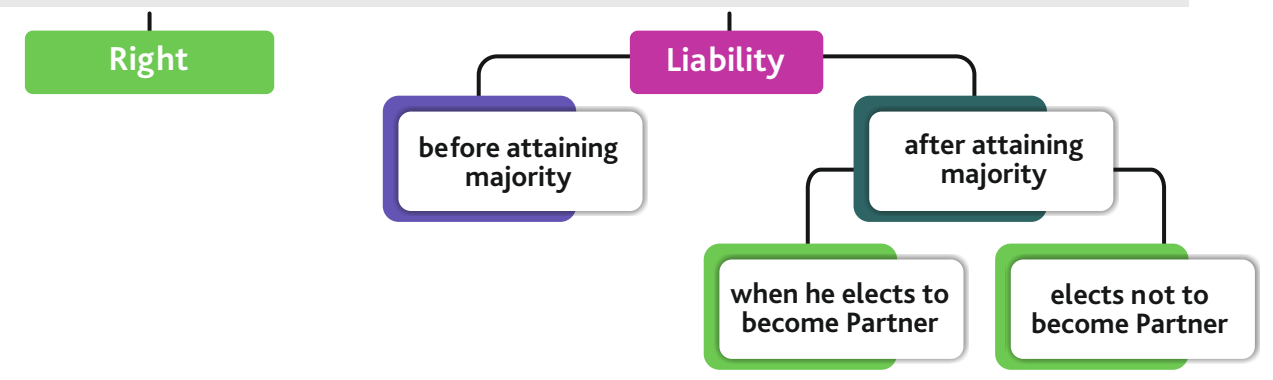 Right
Liability
before attaining
majority
after attaining
majority
when he elects to
become Partner
elects not to
become Partner